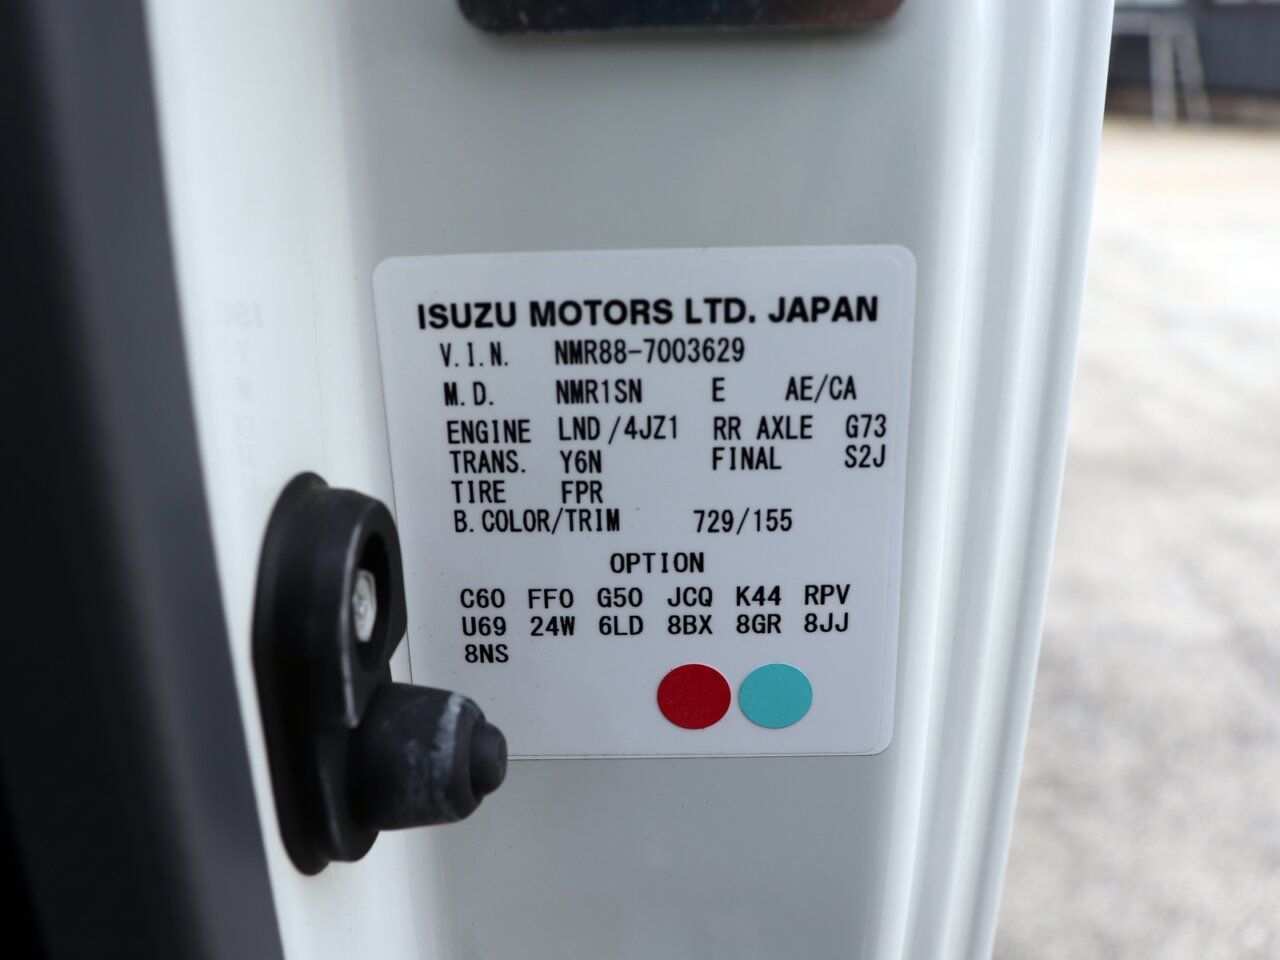 ISUZU MOTORS LTD. JAPAN
V.I.N. NMR88-7003629
M.D. NMR1SN E AE/CA
ENGINE LND/4JZ1 RR AXLE G73
TRANS. Y6N FINAL S2J
TIRE FPR
B.COLOR/TRIM 729/155
OPTION
C60 FF0 G50 JCQ K44 RPV
U69 24W 6LD 8BX 8GR 8JJ
8NS